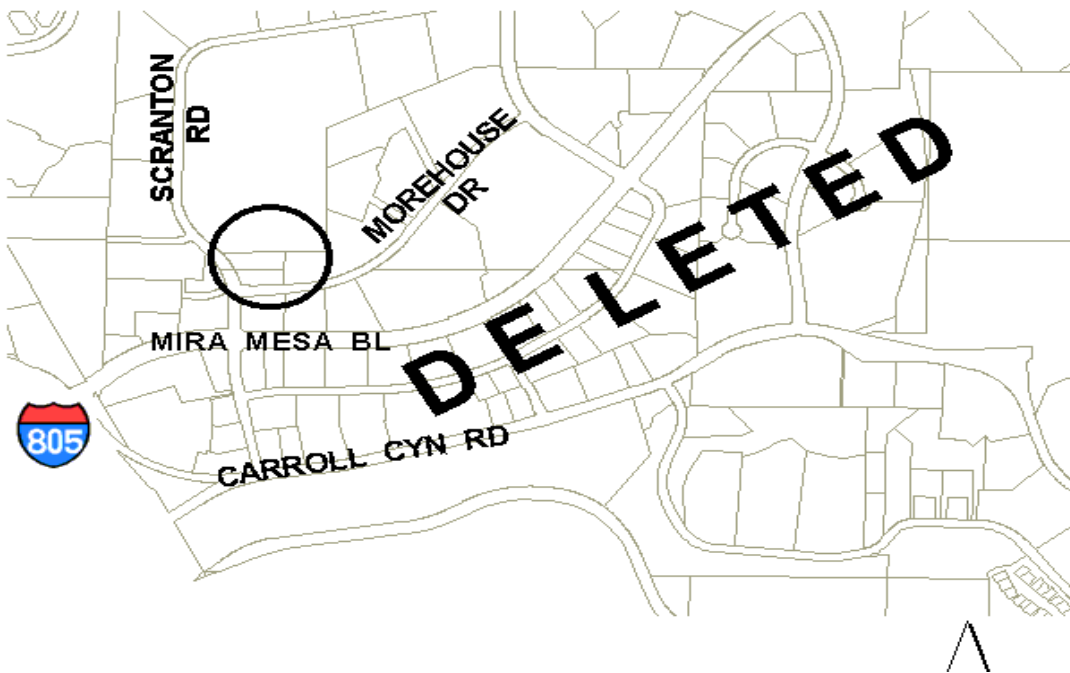 SCRANTON
RD
MOREHOUSE
DR
DELETED
MIRA MESA BL
805
CARROLL CYN RD